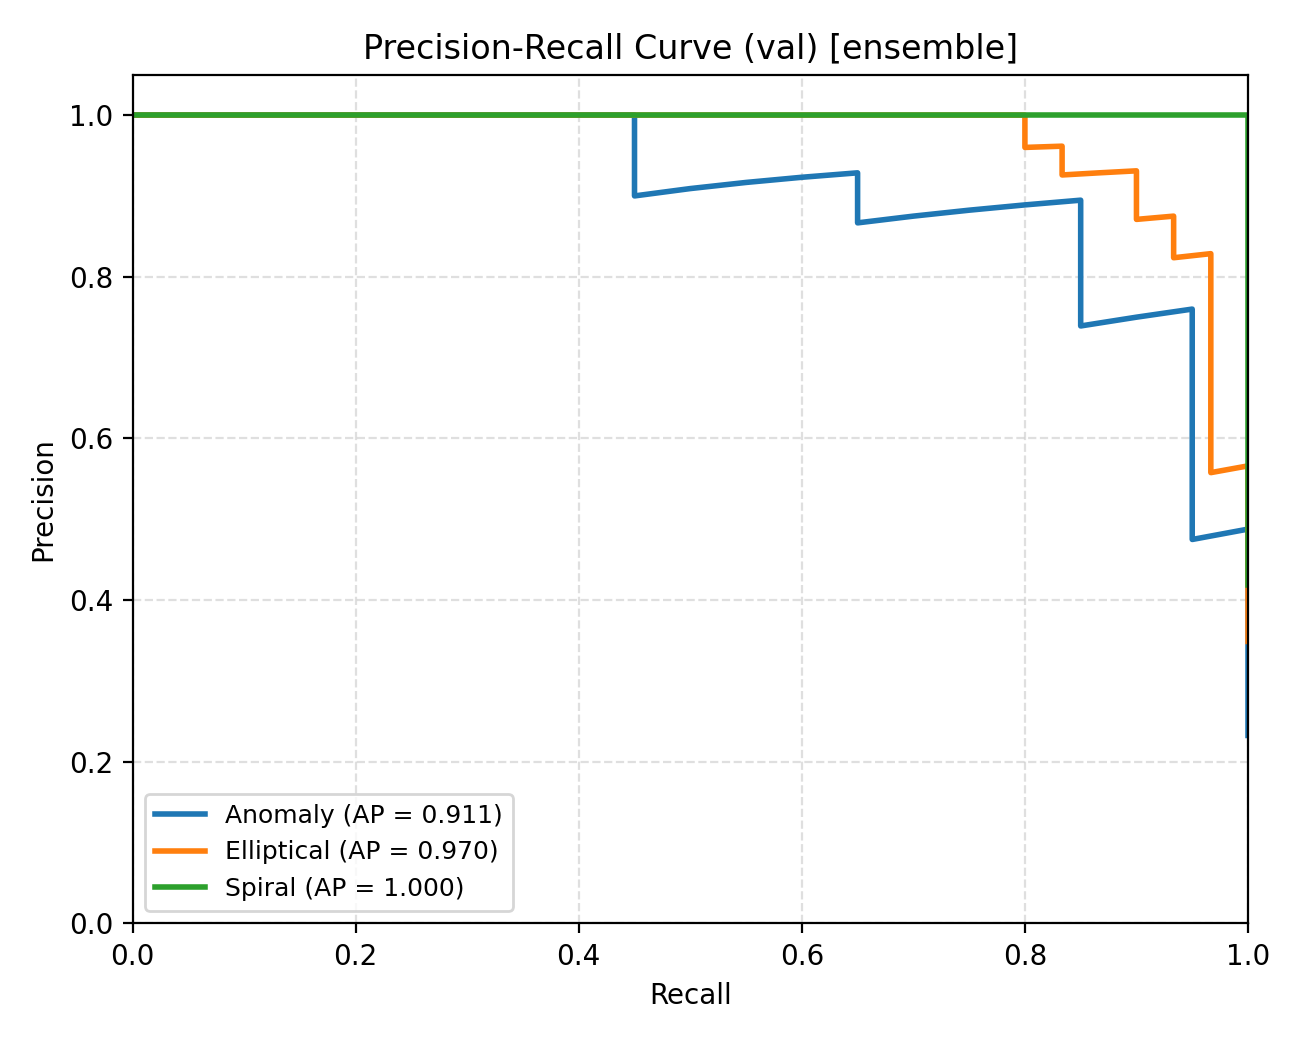 Precision-Recall Curve (val) [ensemble]
1.0
0.8
0.6
0.4
0.2
0.0
Precision
Anomaly (AP = 0.911)
Elliptical (AP = 0.970)
Spiral (AP = 1.000)
0.0 0.2 0.4 0.6 0.8 1.0
Recall